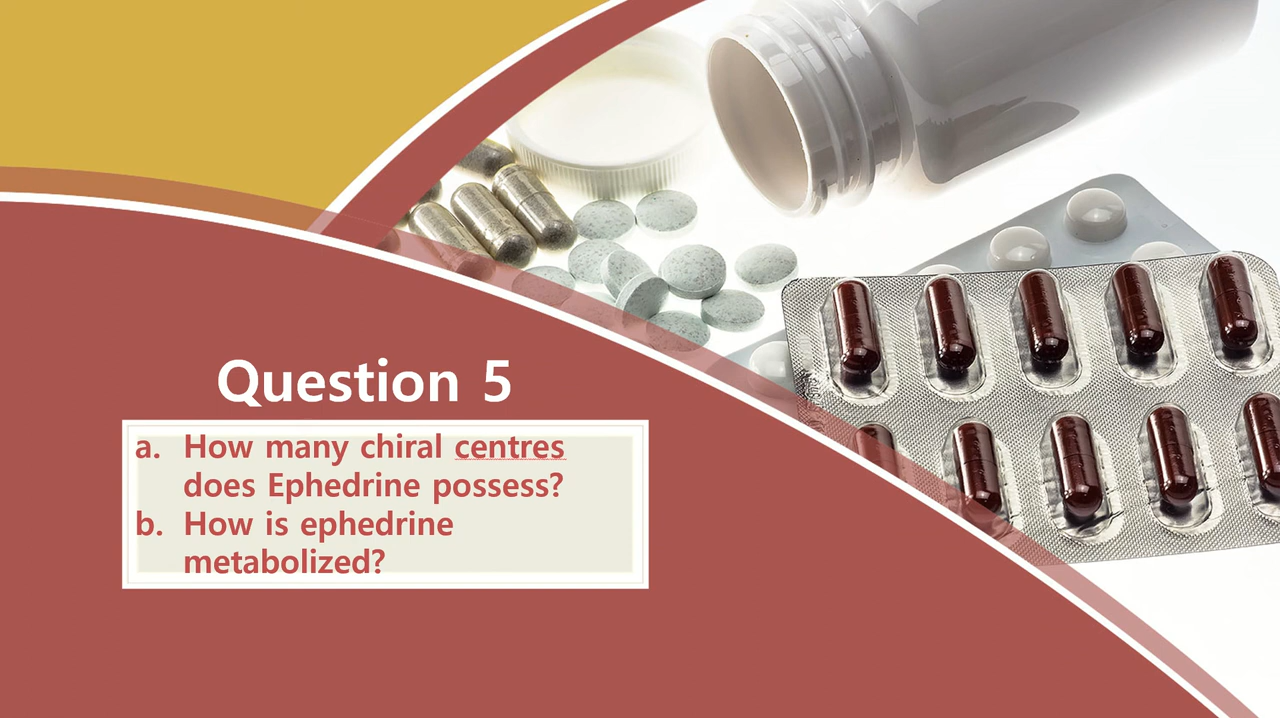 Question 5
a. How many chiral centres
does Ephedrine possess?
b. How is ephedrine
metabolized?